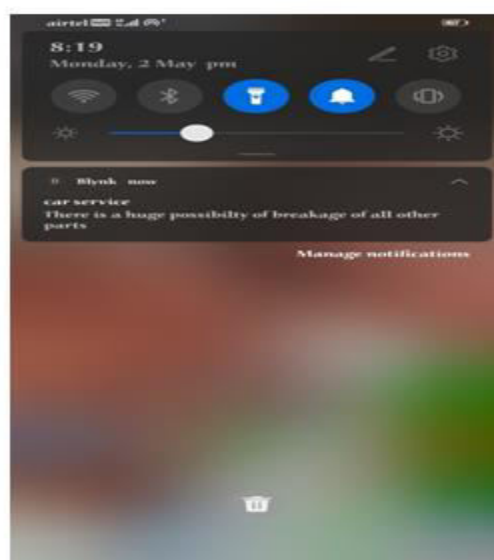 airtel
8:19
Monday, 2 May pm
Blynk now
car service
There is a huge possibilty of breakage of all other
parts
Manage notifications